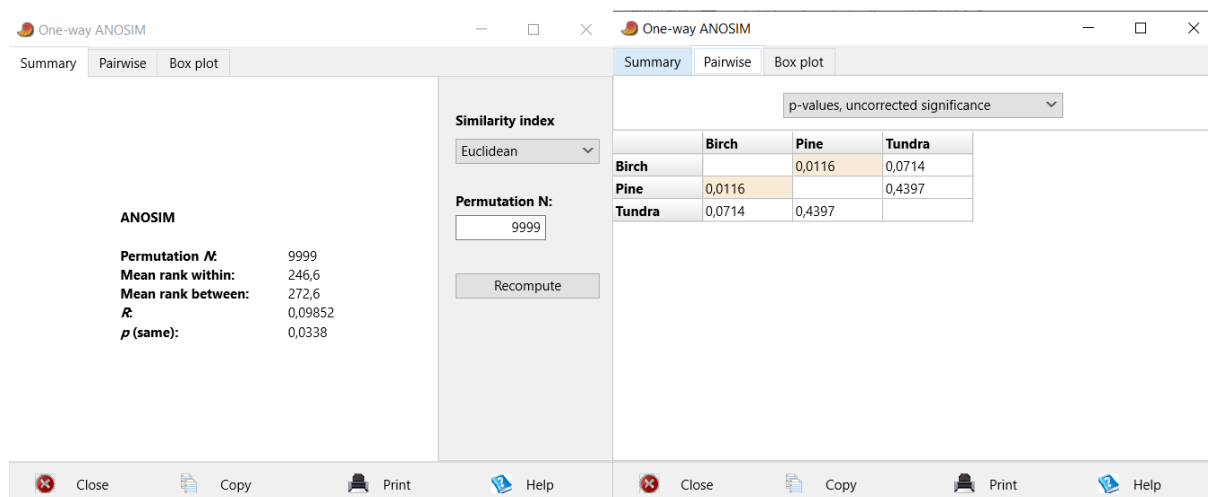 One-way ANOSIM
Summary Pairwise Box plot
Similarity index
Euclidean
Permutation N:
9999
Recompute
ANOSIM
Permutation N: 9999
Mean rank within: 246,6
Mean rank between: 272,6
R: 0,09852
p (same): 0,0338
Close Copy Print Help
One-way ANOSIM
Summary Pairwise Box plot
p-values, uncorrected significance
Birch Pine Tundra
Birch 0,0116 0,0714
Pine 0,0116 0,4397
Tundra 0,0714 0,4397
Close Copy Print Help